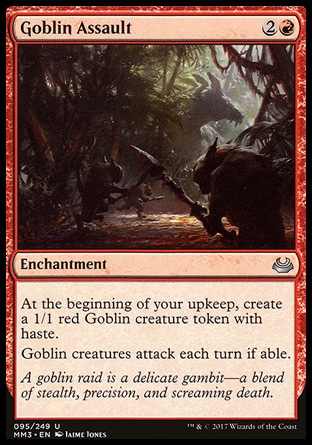 Goblin Assault 2
Enchantment
At the beginning of your upkeep, create
a 1/1 red Goblin creature token with
haste.
Goblin creatures attack each turn if able.
A goblin raid is a delicate gambit—a blend
of stealth, precision, and screaming death.
095/249 U
MM3 • EN Jaime Jones ™ & © 2017 Wizards of the Coast